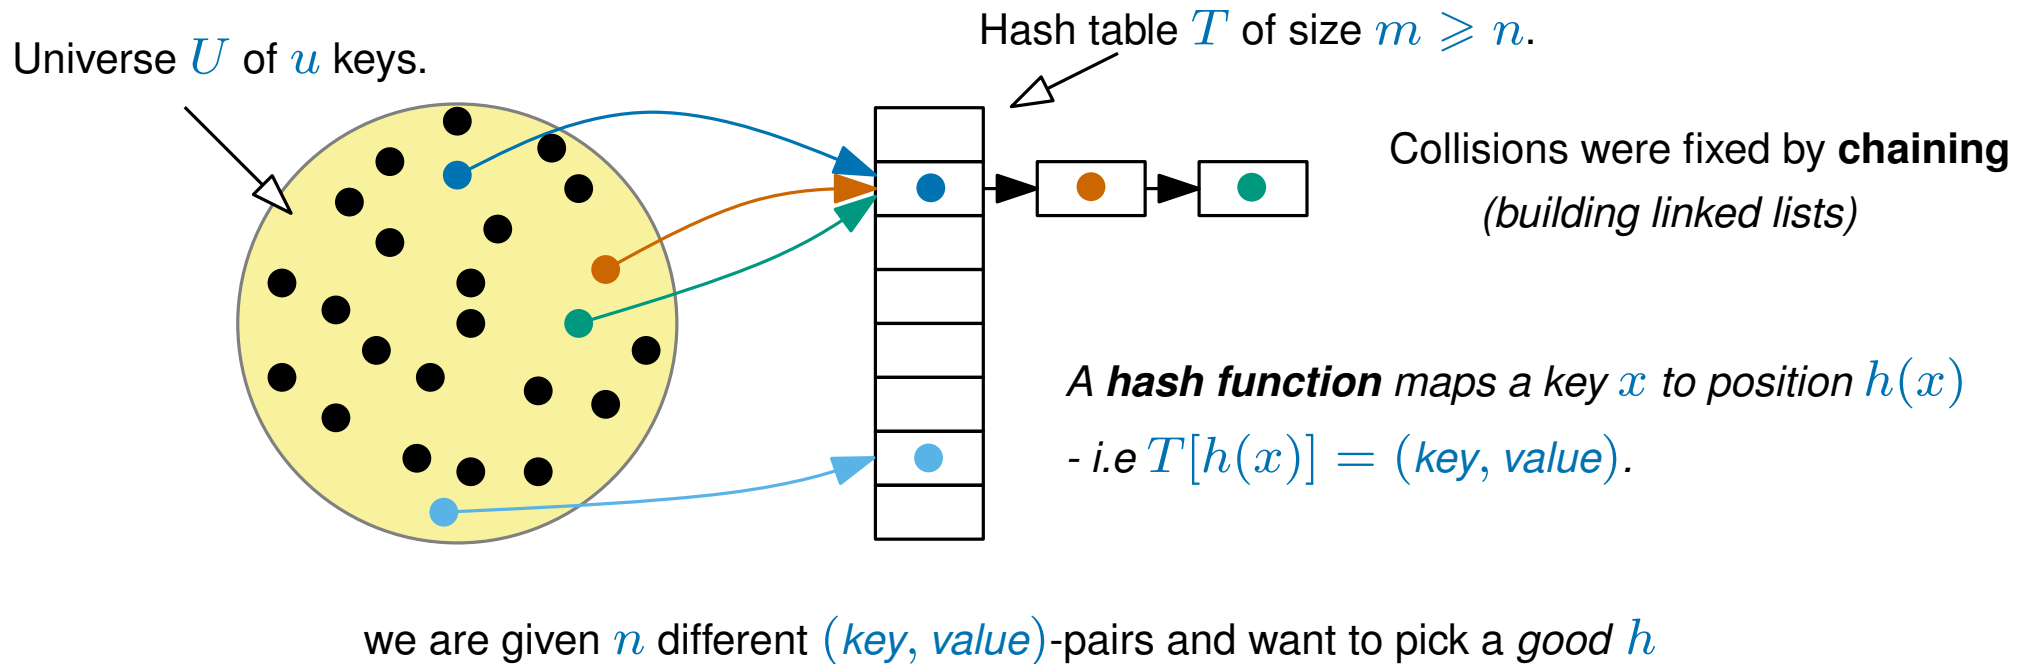 Hash table T of size m ⩾ n.
Universe U of u keys.
Collisions were fixed by chaining
(building linked lists)
A hash function maps a key x to position h(x)
- i.e T[h(x)] = (key, value).
we are given n different (key, value)-pairs and want to pick a good h